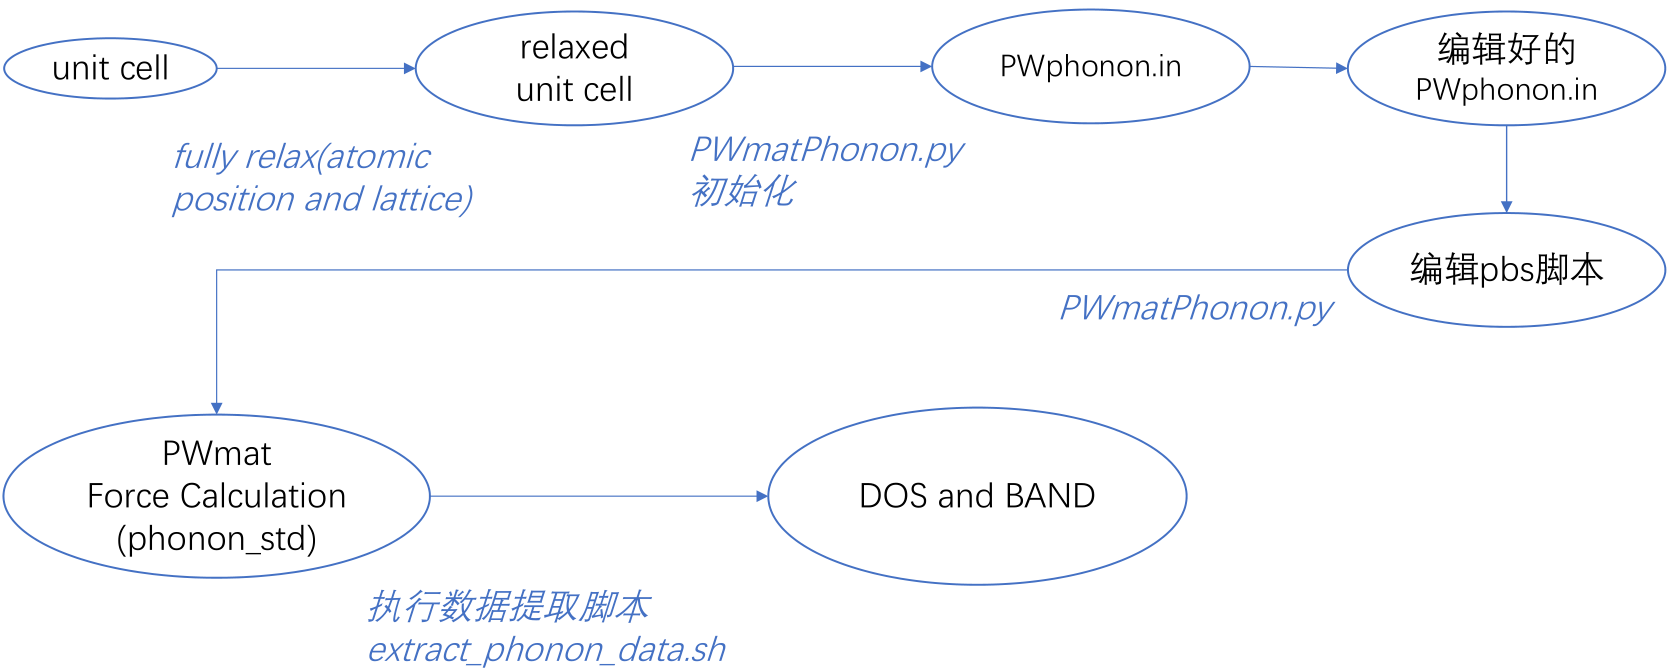 unit cell
relaxed
unit cell
PWphonon.in
编辑好的
PWphonon.in
fully relax(atomic
position and lattice)
PWmatPhonon.py
初始化
编辑pbs脚本
PWmatPhonon.py
PWmat
Force Calculation
(phonon_std)
DOS and BAND
执行数据提取脚本
extract_phonon_data.sh